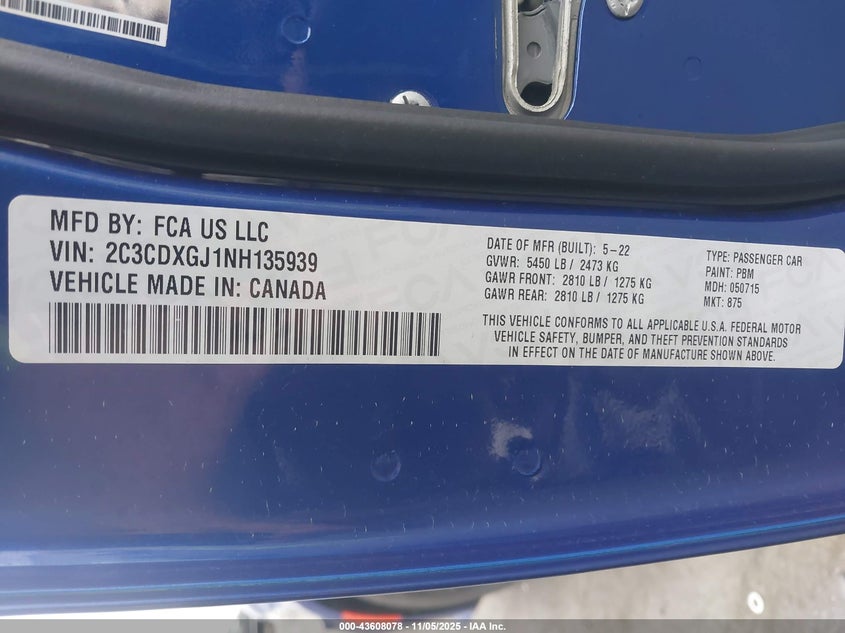 MFD BY: FCA US LLC
VIN: 2C3CDXGJ1NH135939
VEHICLE MADE IN: CANADA
DATE OF MFR (BUILT): 5-22
GVWR: 5450 LB / 2473 KG
GAWR FRONT: 2810 LB / 1275 KG
GAWR REAR: 2810 LB / 1275 KG
TYPE: PASSENGER CAR
PAINT: PBM
MDH: 050715
MKT: 875
THIS VEHICLE CONFORMS TO ALL APPLICABLE U.S.A. FEDERAL MOTOR
VEHICLE SAFETY, BUMPER, AND THEFT PREVENTION STANDARDS
IN EFFECT ON THE DATE OF MANUFACTURE SHOWN ABOVE.
000-43608078 - 11/05/2025 - IAA Inc.